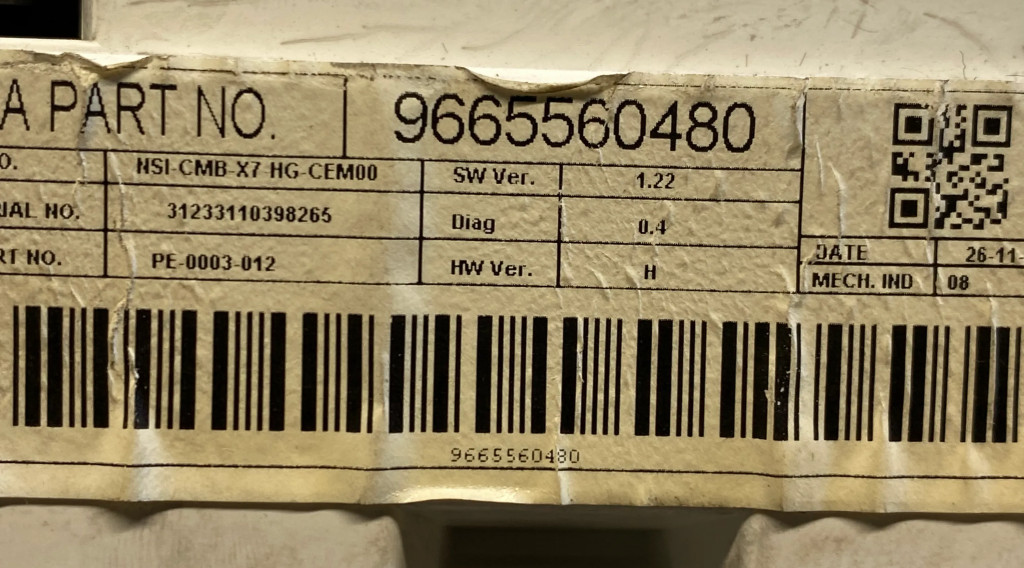 A PART NO. 9665560480
O. NSI-CMB-X7 HG-CEM00 SW Ver. 1.22
IAL NO. 31233110398265 Diag 0.4
RT NO. PE-0003-012 HW Ver. H
DATE 26-11-
MECH. IND 08
9665560480